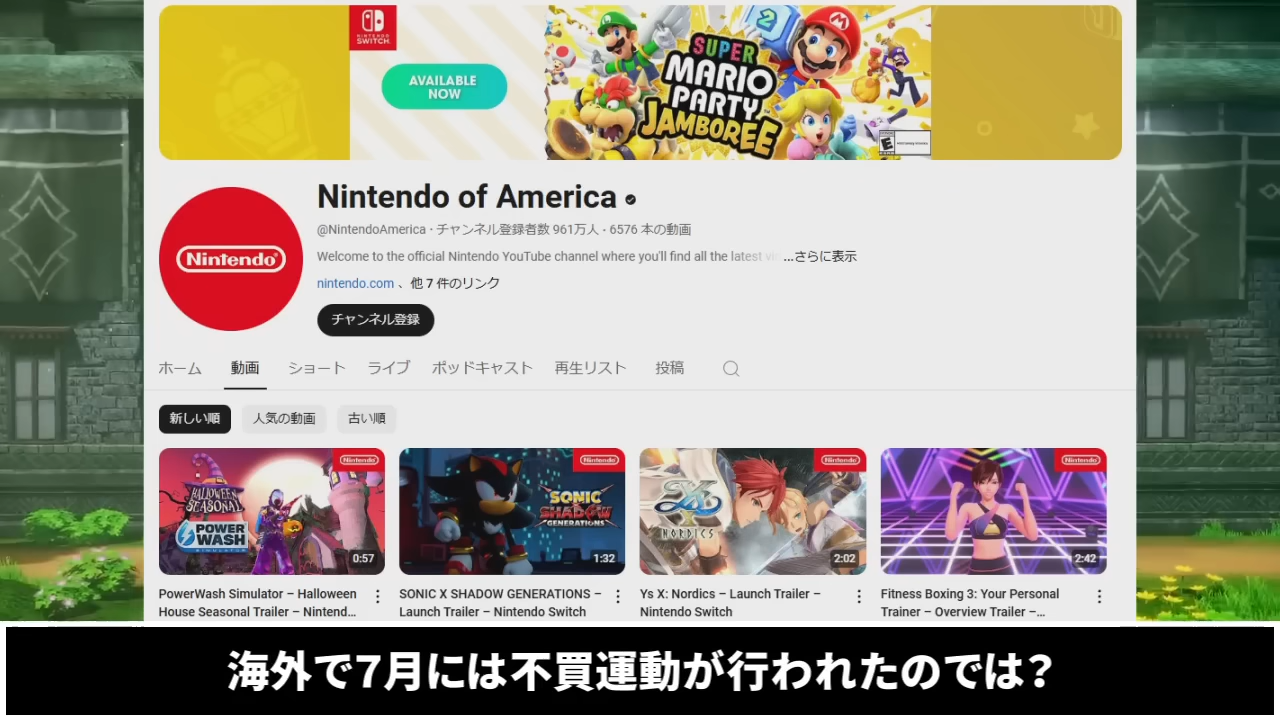 NINTENDO
SWITCH
AVAILABLE
NOW
SUPER
MARIO
PARTY
JAMBOREE
E
Nintendo
Nintendo of America
@NintendoAmerica · チャンネル登録者数 961万人 · 6576 本の動画
Welcome to the official Nintendo YouTube channel where you'll find all the latest ...さらに表示
nintendo.com 、他 7 件のリンク
チャンネル登録
ホーム 動画 ショート ライブ ポッドキャスト 再生リスト 投稿
新しい順 人気の動画 古い順
Nintendo
HALLOWEEN
SEASONAL
POWER
WASH
SIMULATOR
0:57
Nintendo
SONIC
SHADOW
GENERATIONS
1:32
Nintendo
Ys X
NORDICS
2:02
Nintendo
2:42
PowerWash Simulator – Halloween
House Seasonal Trailer – Nintend...
SONIC X SHADOW GENERATIONS –
Launch Trailer – Nintendo Switch
Ys X: Nordics – Launch Trailer –
Nintendo Switch
Fitness Boxing 3: Your Personal
Trainer – Overview Trailer –...
海外で7月には不買運動が行われたのでは？